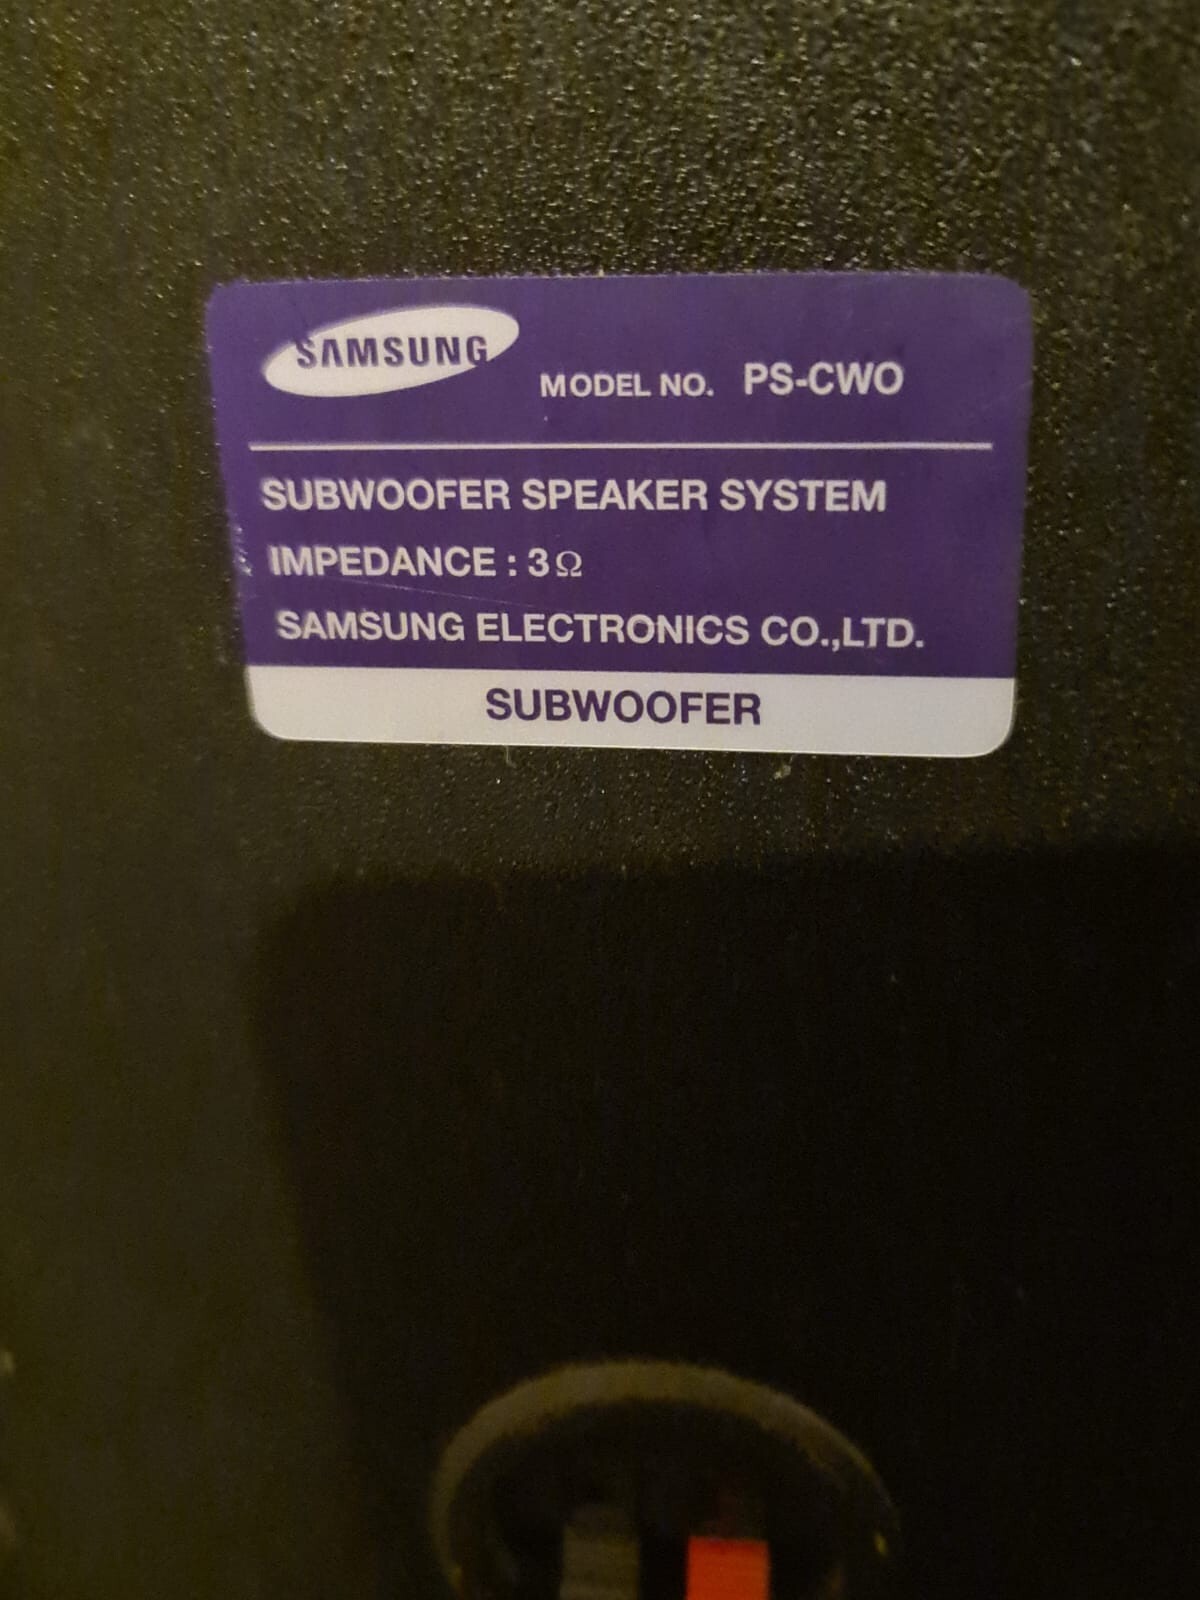 SAMSUNG MODEL NO. PS-CWO
SUBWOOFER SPEAKER SYSTEM
IMPEDANCE : 3Ω
SAMSUNG ELECTRONICS CO.,LTD.
SUBWOOFER